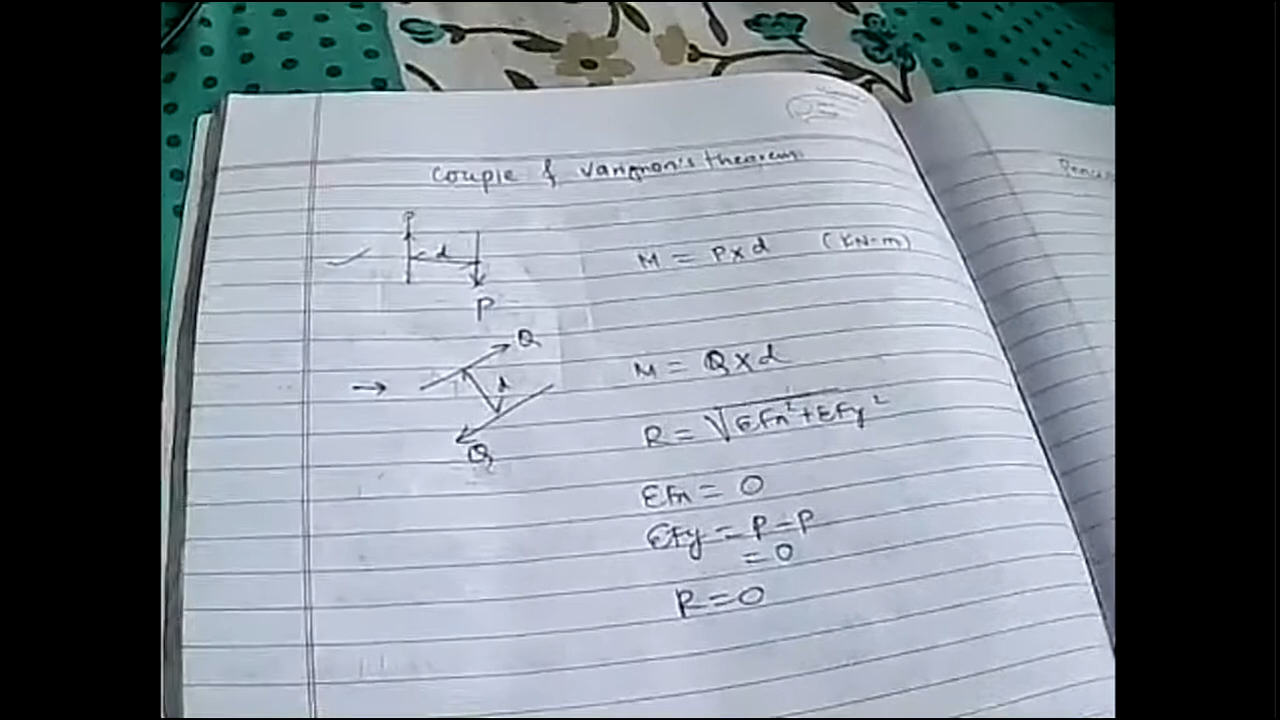 Couple & Varignon's theorem
P
d
M = P×d (KN-m)
P
Q
M = Q×d
d
R = √ΣFx²+ΣFy²
Q
ΣFx = 0
ΣFy = P-P
= 0
R=0